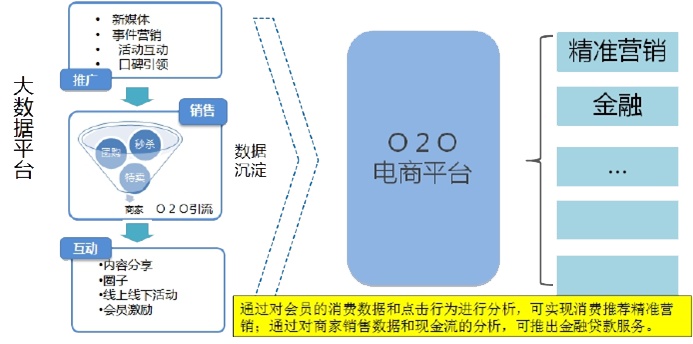 大数据平台
• 新媒体
• 事件营销
• 活动互动
• 口碑引领
推广
销售
团购
秒杀
特卖
商家 O2O引流
互动
•内容分享
•圈子
•线上线下活动
•会员激励
数据
沉淀
O2O
电商平台
精准营销
金融
...
通过对会员的消费数据和点击行为进行分析，可实现消费推荐精准营
销；通过对商家销售数据和现金流的分析，可推出金融贷款服务。